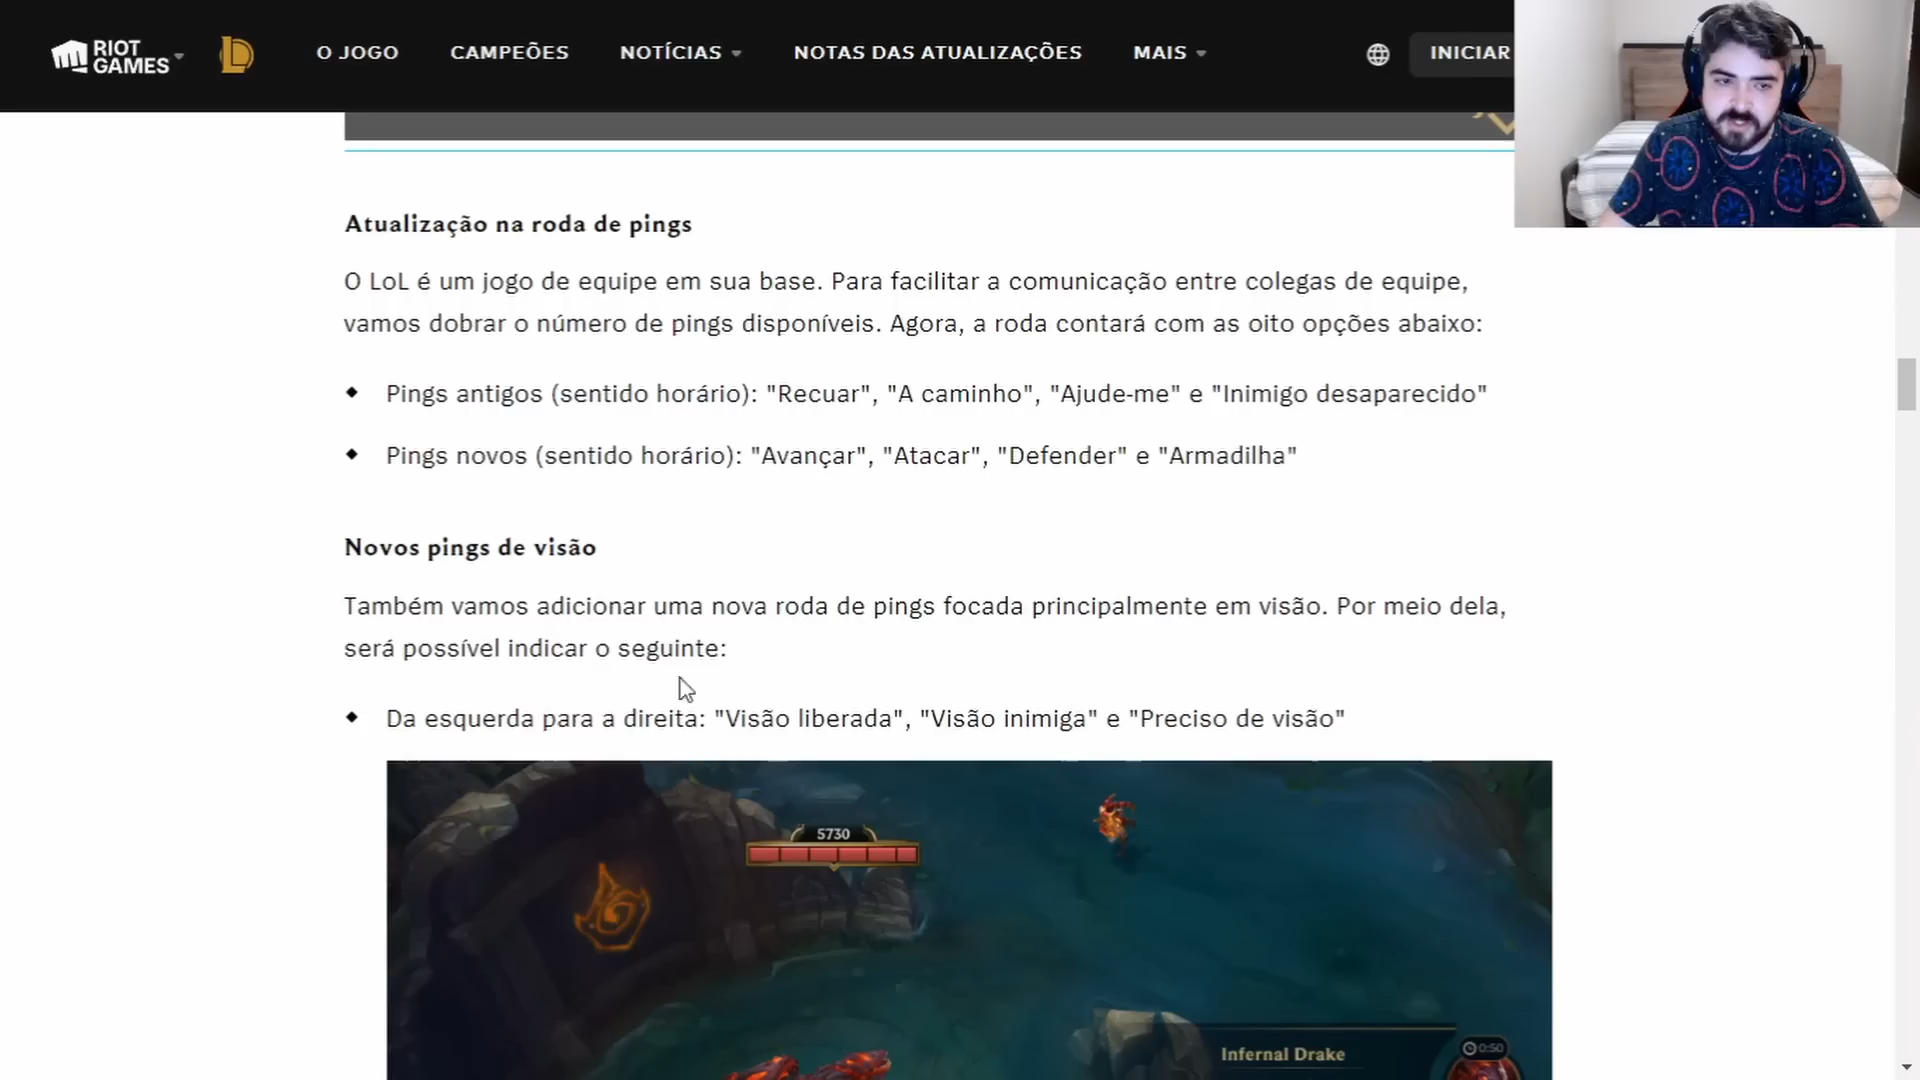 RIOT GAMES
O JOGO
CAMPEÕES
NOTÍCIAS
NOTAS DAS ATUALIZAÇÕES
MAIS
INICIAR
Atualização na roda de pings
O LoL é um jogo de equipe em sua base. Para facilitar a comunicação entre colegas de equipe,
vamos dobrar o número de pings disponíveis. Agora, a roda contará com as oito opções abaixo:
Pings antigos (sentido horário): "Recuar", "A caminho", "Ajude-me" e "Inimigo desaparecido"
Pings novos (sentido horário): "Avançar", "Atacar", "Defender" e "Armadilha"
Novos pings de visão
Também vamos adicionar uma nova roda de pings focada principalmente em visão. Por meio dela,
será possível indicar o seguinte:
Da esquerda para a direita: "Visão liberada", "Visão inimiga" e "Preciso de visão"
5730
Infernal Drake
0:50